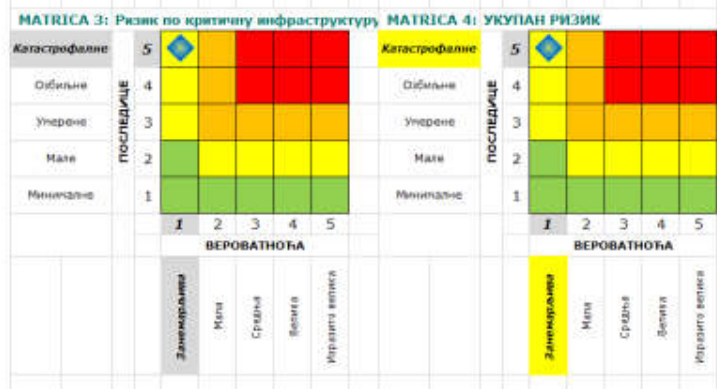 MATRICA 3: Ризик по критичну инфраструктуру
MATRICA 4: УКУПАН РИЗИК
Катастрофалне 5
Озбиљне 4
Умерене 3
Мале 2
Минималне 1
ПОСЛЕДИЦЕ
1 2 3 4 5
ВЕРОВАТНОЋА
Занемарљива
Мала
Средња
Велика
Изразито велика
Катастрофалне 5
Озбиљне 4
Умерене 3
Мале 2
Минималне 1
ПОСЛЕДИЦЕ
1 2 3 4 5
ВЕРОВАТНОЋА
Занемарљива
Мала
Средња
Велика
Изразито велика